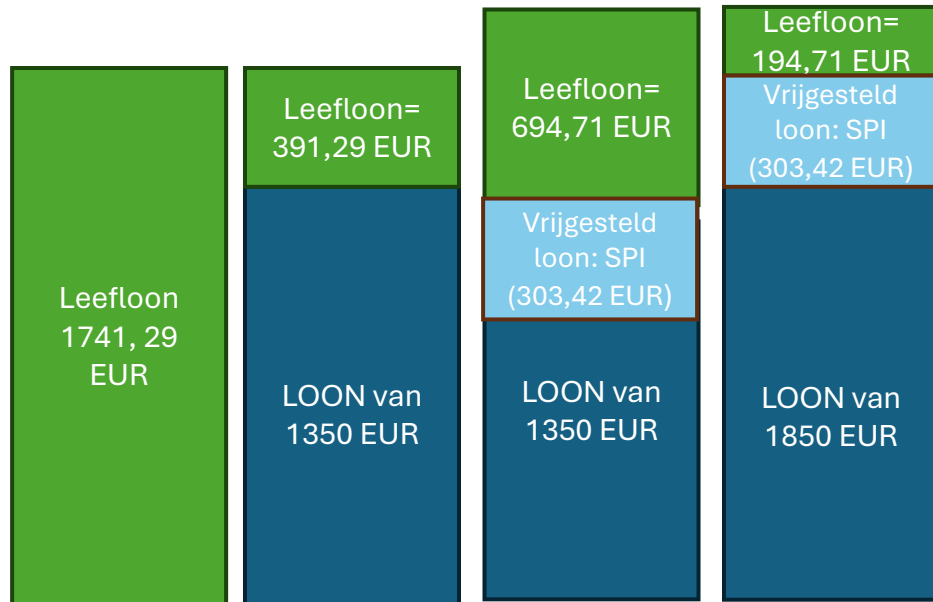 Leefloon
1741, 29
EUR
Leefloon=
391,29 EUR
LOON van
1350 EUR
Leefloon=
694,71 EUR
Vrijgesteld
loon: SPI
(303,42 EUR)
LOON van
1350 EUR
Leefloon=
194,71 EUR
Vrijgesteld
loon: SPI
(303,42 EUR)
LOON van
1850 EUR